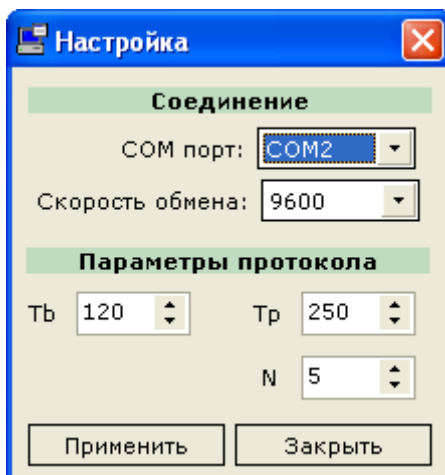 Настройка
Соединение
COM порт: COM2
Скорость обмена: 9600
Параметры протокола
Tb 120 Tp 250
N 5
Применить Закрыть